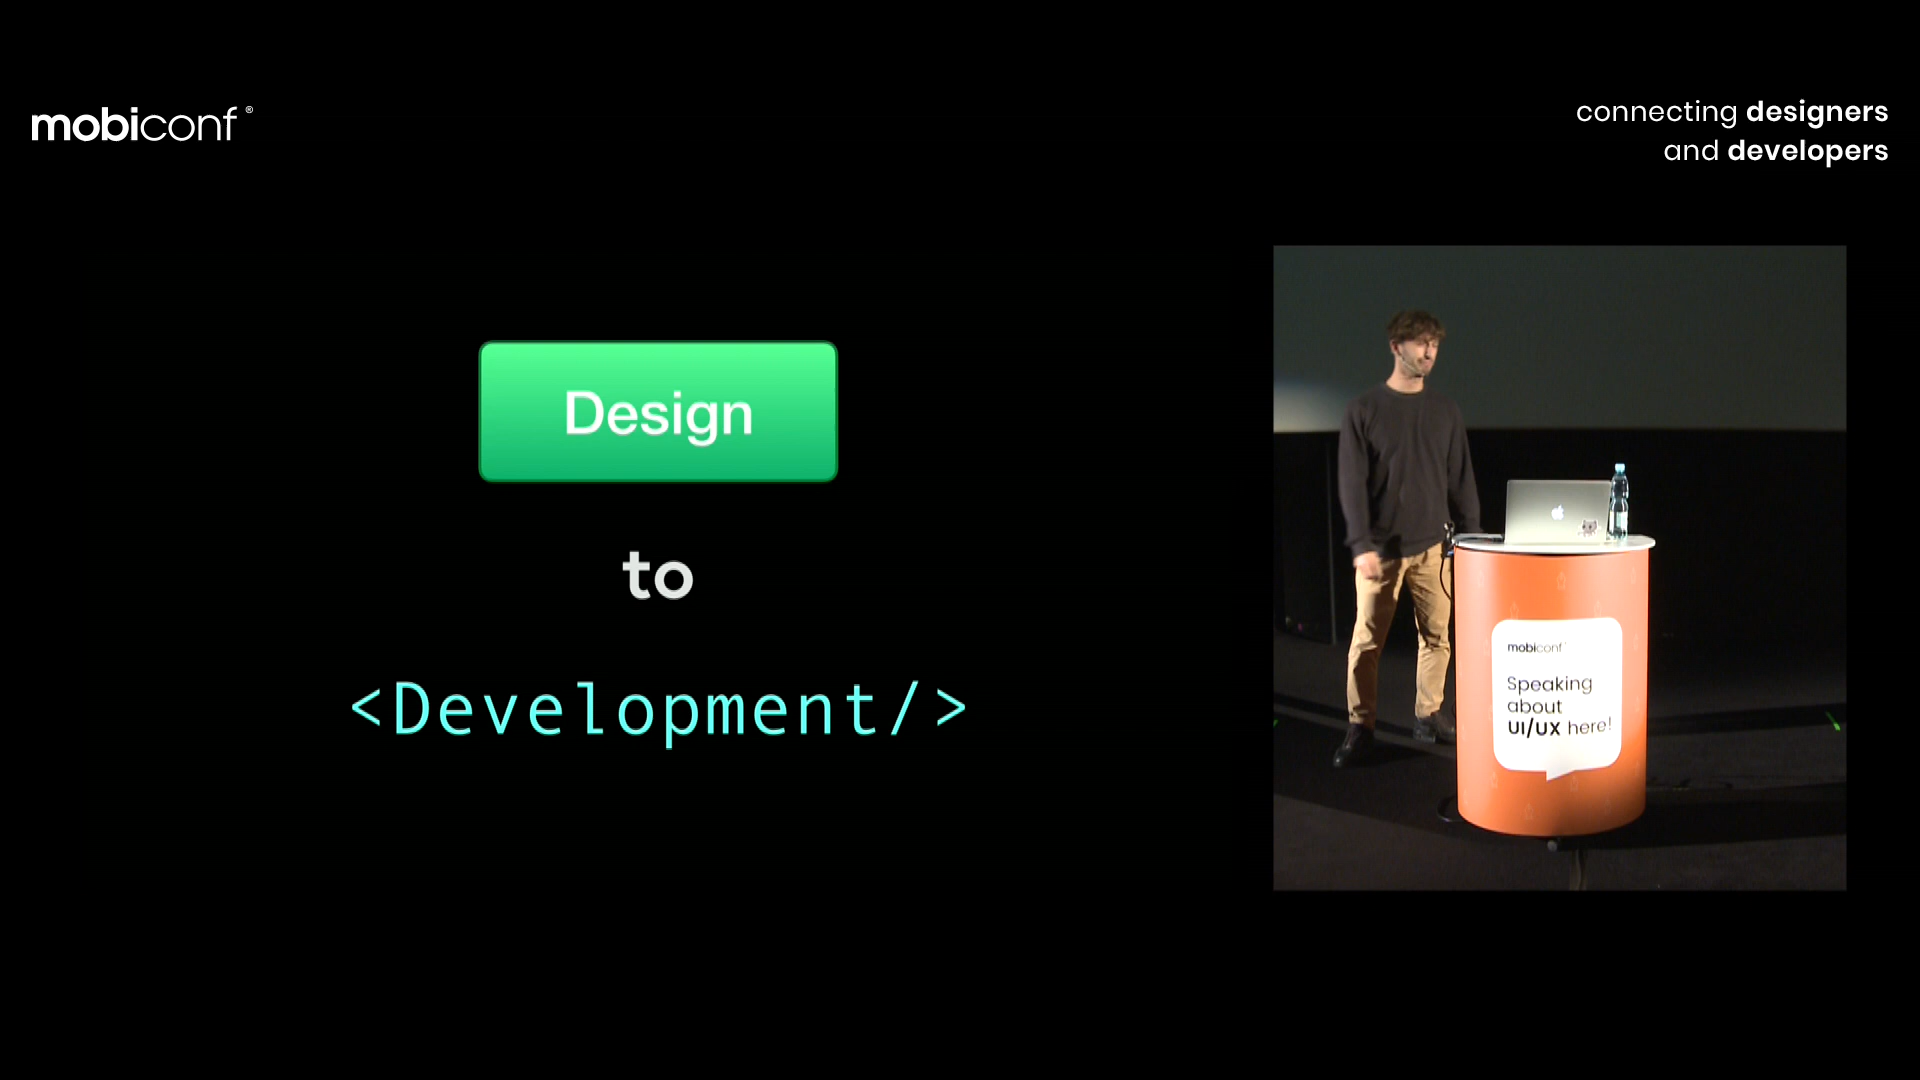 mobiconf®
connecting designers
and developers
Design
to
<Development/>
mobiconf
Speaking
about
UI/UX here!